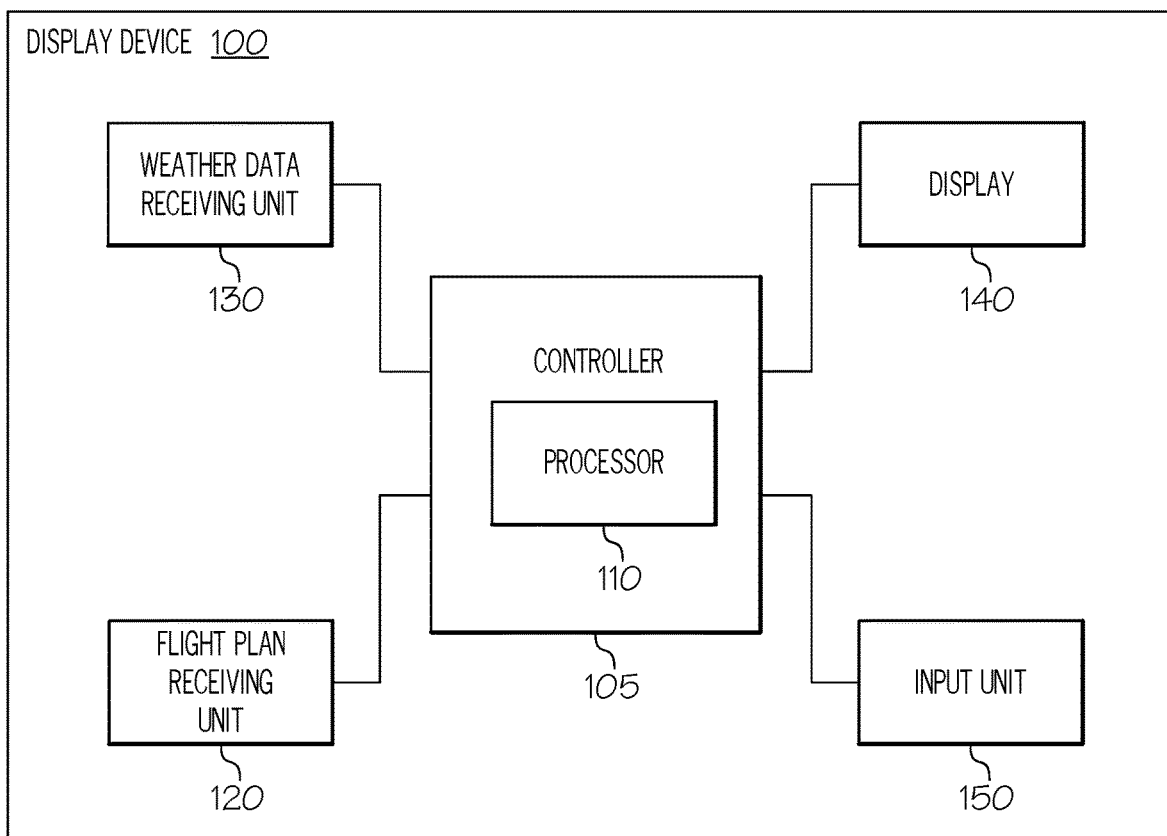 DISPLAY DEVICE 100
WEATHER DATA
RECEIVING UNIT
130
DISPLAY
140
CONTROLLER
PROCESSOR
110
105
FLIGHT PLAN
RECEIVING
UNIT
120
INPUT UNIT
150